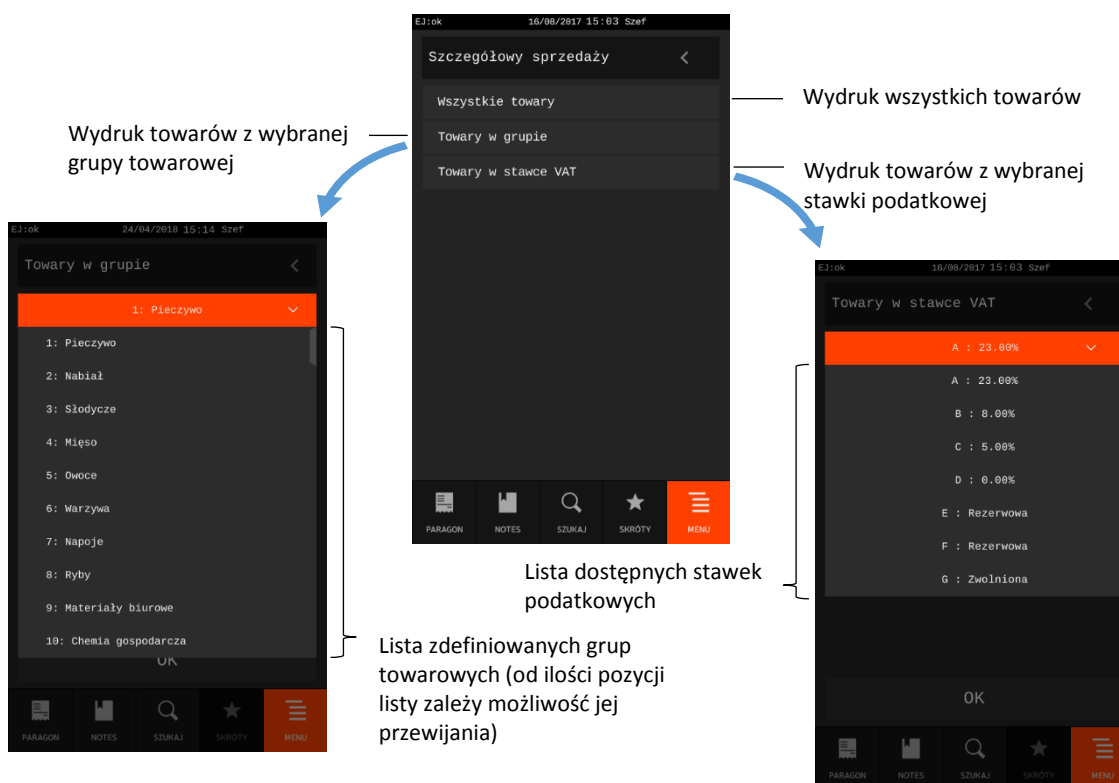 EJ:ok 16/08/2017 15:03 Szef
Szczegółowy sprzedaży
Wszystkie towary
Towary w grupie
Towary w stawce VAT
PARAGON NOTES SZUKAJ SKRÓTY MENU
Wydruk wszystkich towarów
Wydruk towarów z wybranej
grupy towarowej
Wydruk towarów z wybranej
stawki podatkowej
EJ:ok 24/04/2018 15:14 Szef
Towary w grupie
1: Pieczywo
1: Pieczywo
2: Nabiał
3: Słodycze
4: Mięso
5: Owoce
6: Warzywa
7: Napoje
8: Ryby
9: Materiały biurowe
10: Chemia gospodarcza
OK
PARAGON NOTES SZUKAJ SKRÓTY MENU
Lista zdefiniowanych grup
towarowych (od ilości pozycji
listy zależy możliwość jej
przewijania)
Lista dostępnych stawek
podatkowych
EJ:ok 16/08/2017 15:03 Szef
Towary w stawce VAT
A : 23.00%
A : 23.00%
B : 8.00%
C : 5.00%
D : 0.00%
E : Rezerwowa
F : Rezerwowa
G : Zwolniona
OK
PARAGON NOTES SZUKAJ SKRÓTY MENU